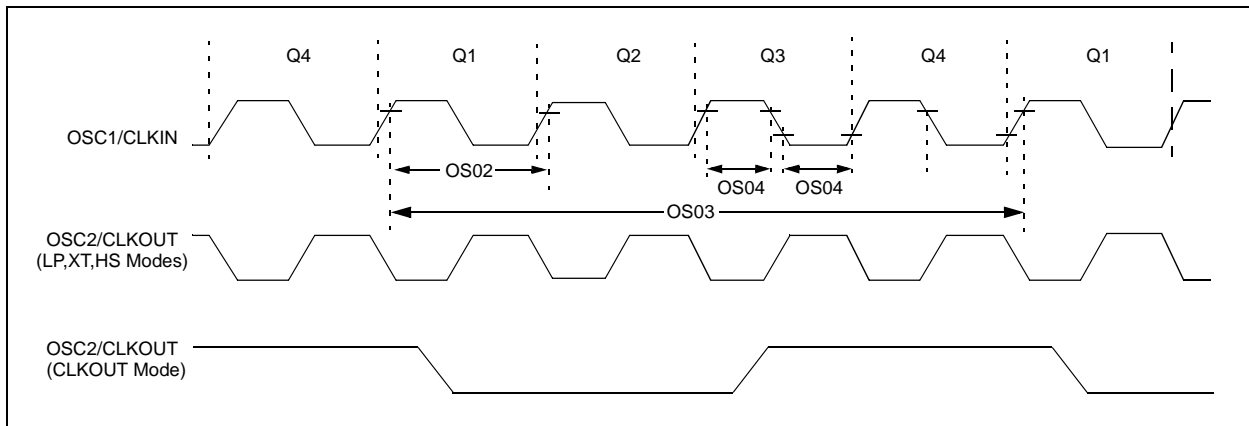 Q4 Q1 Q2 Q3 Q4 Q1
OSC1/CLKIN
OS02
OS04 OS04
OS03
OSC2/CLKOUT
(LP,XT,HS Modes)
OSC2/CLKOUT
(CLKOUT Mode)